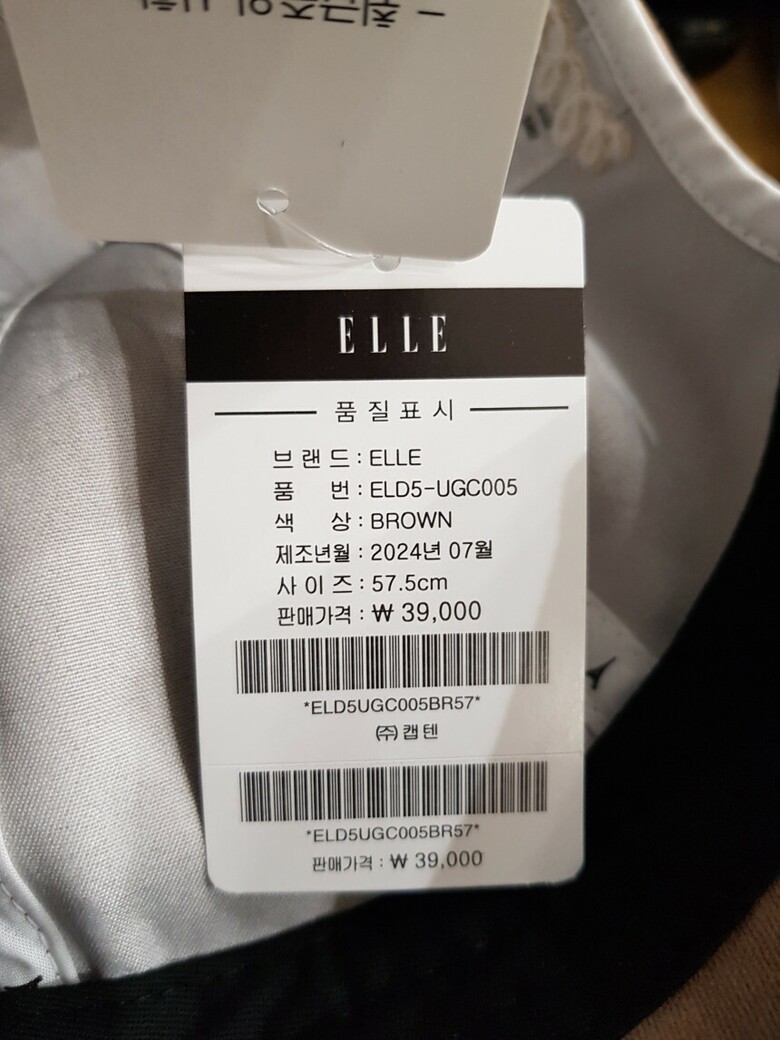 ELLE
품질표시
브랜드 : ELLE
품 번 : ELD5-UGC005
색 상 : BROWN
제조년월 : 2024년 07월
사이즈 : 57.5cm
판매가격 : ₩ 39,000
*ELD5UGC005BR57*
㈜캡텐
*ELD5UGC005BR57*
판매가격 : ₩ 39,000